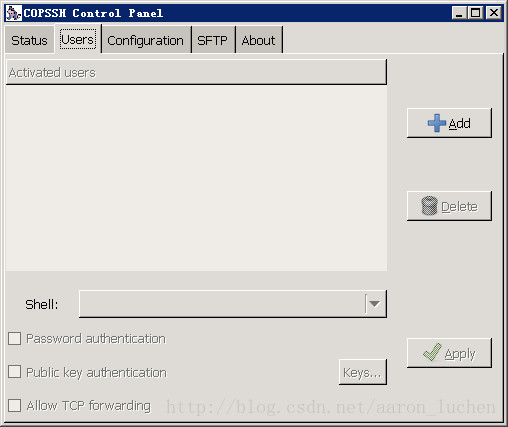 COPSSH Control Panel
Status Users Configuration SFTP About
Activated users
Add
Delete
Shell:
Password authentication
Apply
Public key authentication Keys...
Allow TCP forwarding http://blog.csdn.net/aaron_luchen